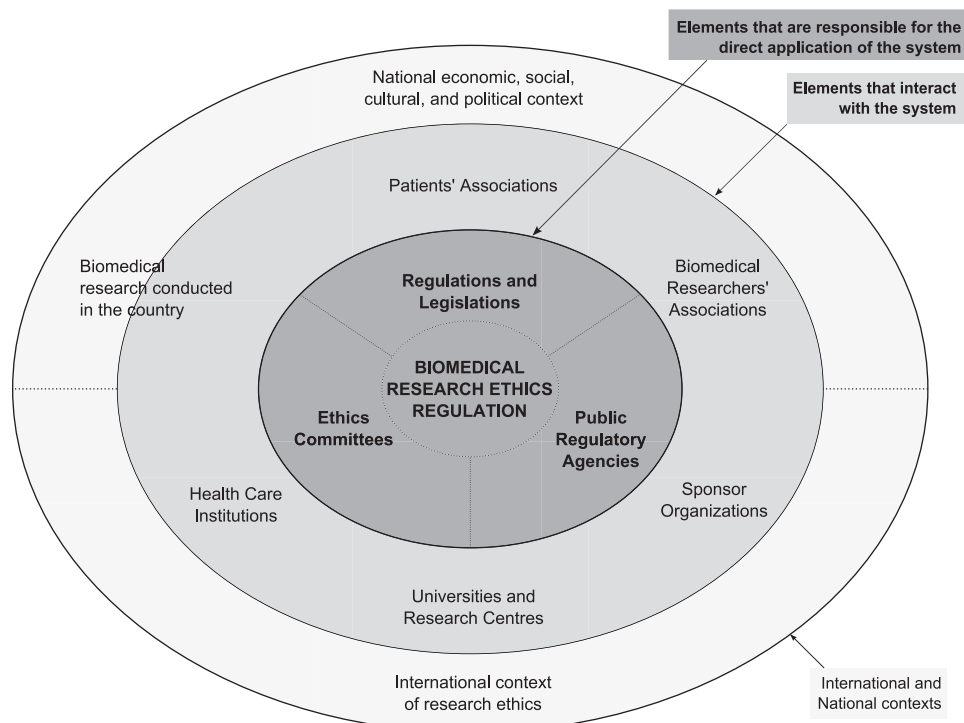 Elements that are responsible for the
direct application of the system
National economic, social,
cultural, and political context
Elements that interact
with the system
Patients' Associations
Biomedical
research conducted
in the country
Regulations and
Legislations
Biomedical
Researchers'
Associations
BIOMEDICAL
RESEARCH ETHICS
REGULATION
Ethics
Committees
Public
Regulatory
Agencies
Health Care
Institutions
Sponsor
Organizations
Universities and
Research Centres
International context
of research ethics
International and
National contexts